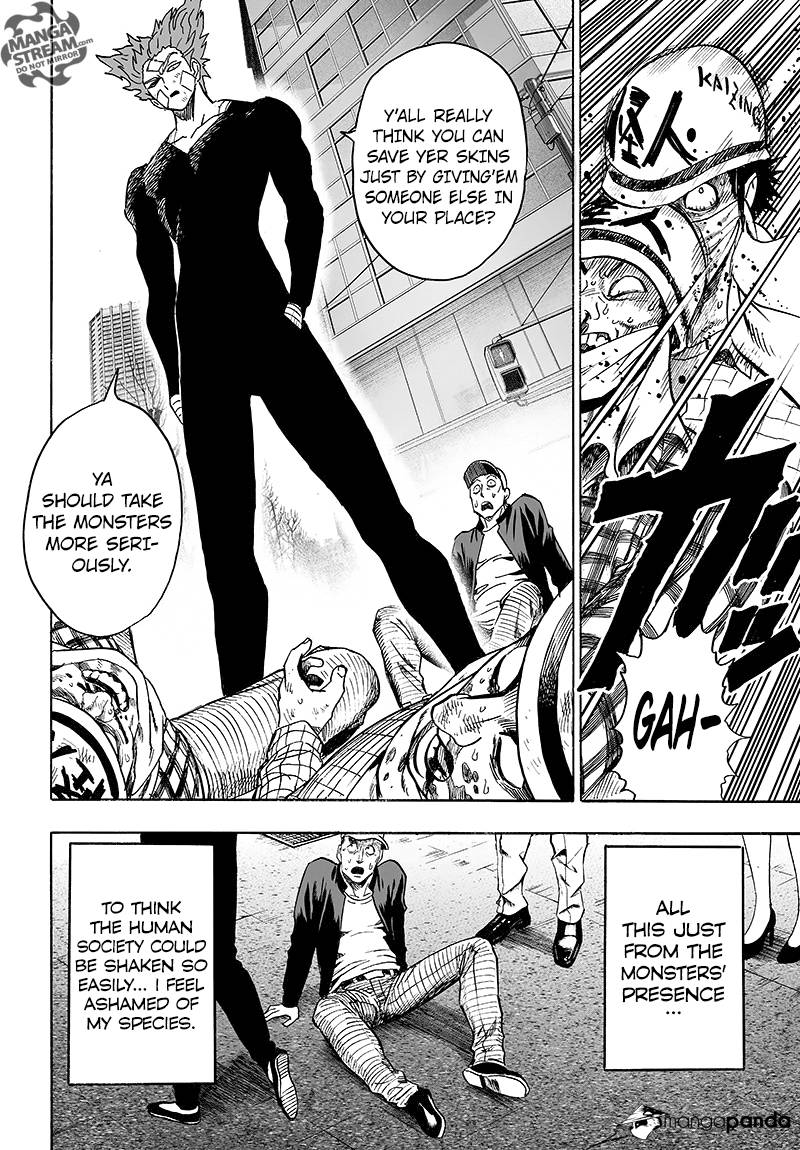 MANGA
STREAM.COM
DO NOT MIRROR
KAIZINGS
怪人
ガッ
GAH-
Y'ALL REALLY
THINK YOU CAN
SAVE YER SKINS
JUST BY GIVING'EM
SOMEONE ELSE IN
YOUR PLACE?
YA
SHOULD TAKE
THE MONSTERS
MORE SERI-
OUSLY.
ALL
THIS JUST
FROM THE
MONSTERS'
PRESENCE
...
TO THINK
THE HUMAN
SOCIETY COULD
BE SHAKEN SO
EASILY... I FEEL
ASHAMED OF
MY SPECIES.
mangapanda